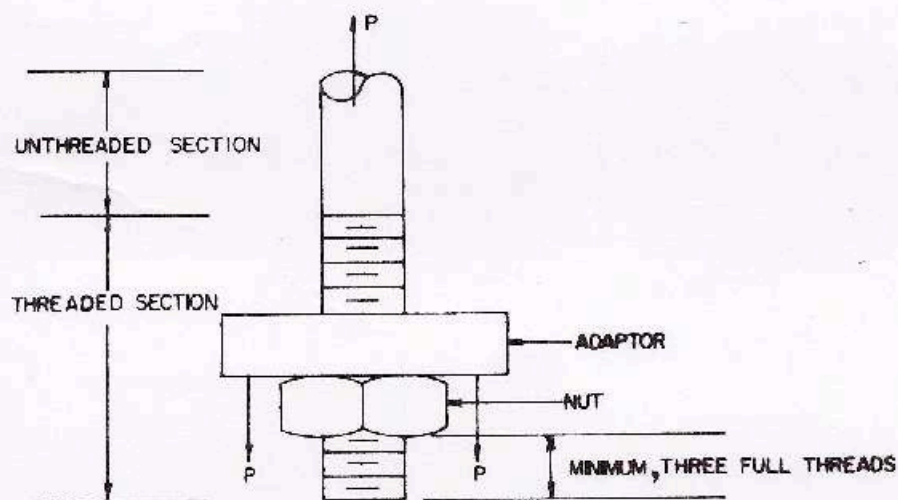 P
UNTHREADED SECTION
THREADED SECTION
ADAPTOR
NUT
P
P
MINIMUM, THREE FULL THREADS